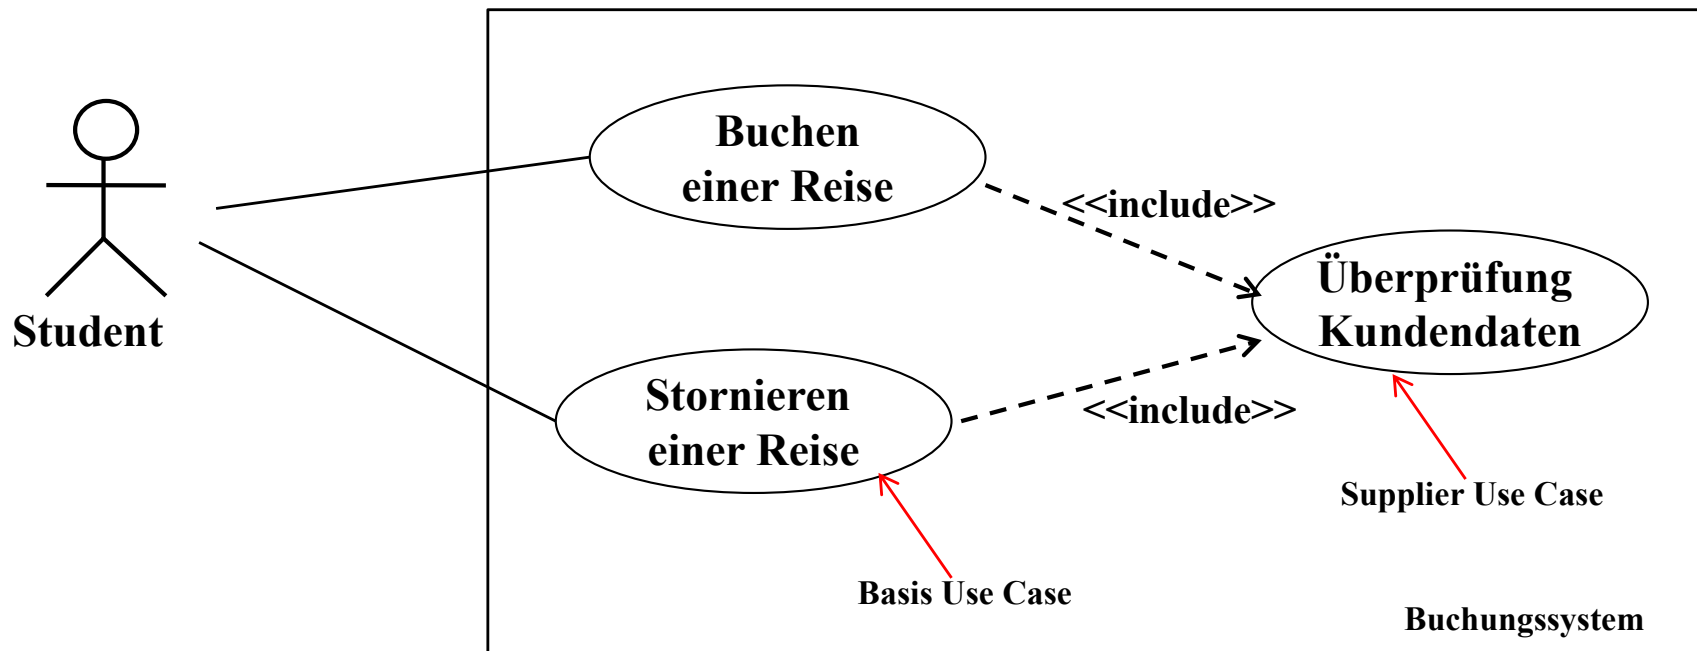 Buchen
einer Reise
<<include>>
Überprüfung
Kundendaten
Student
Stornieren
einer Reise
<<include>>
Supplier Use Case
Basis Use Case
Buchungssystem